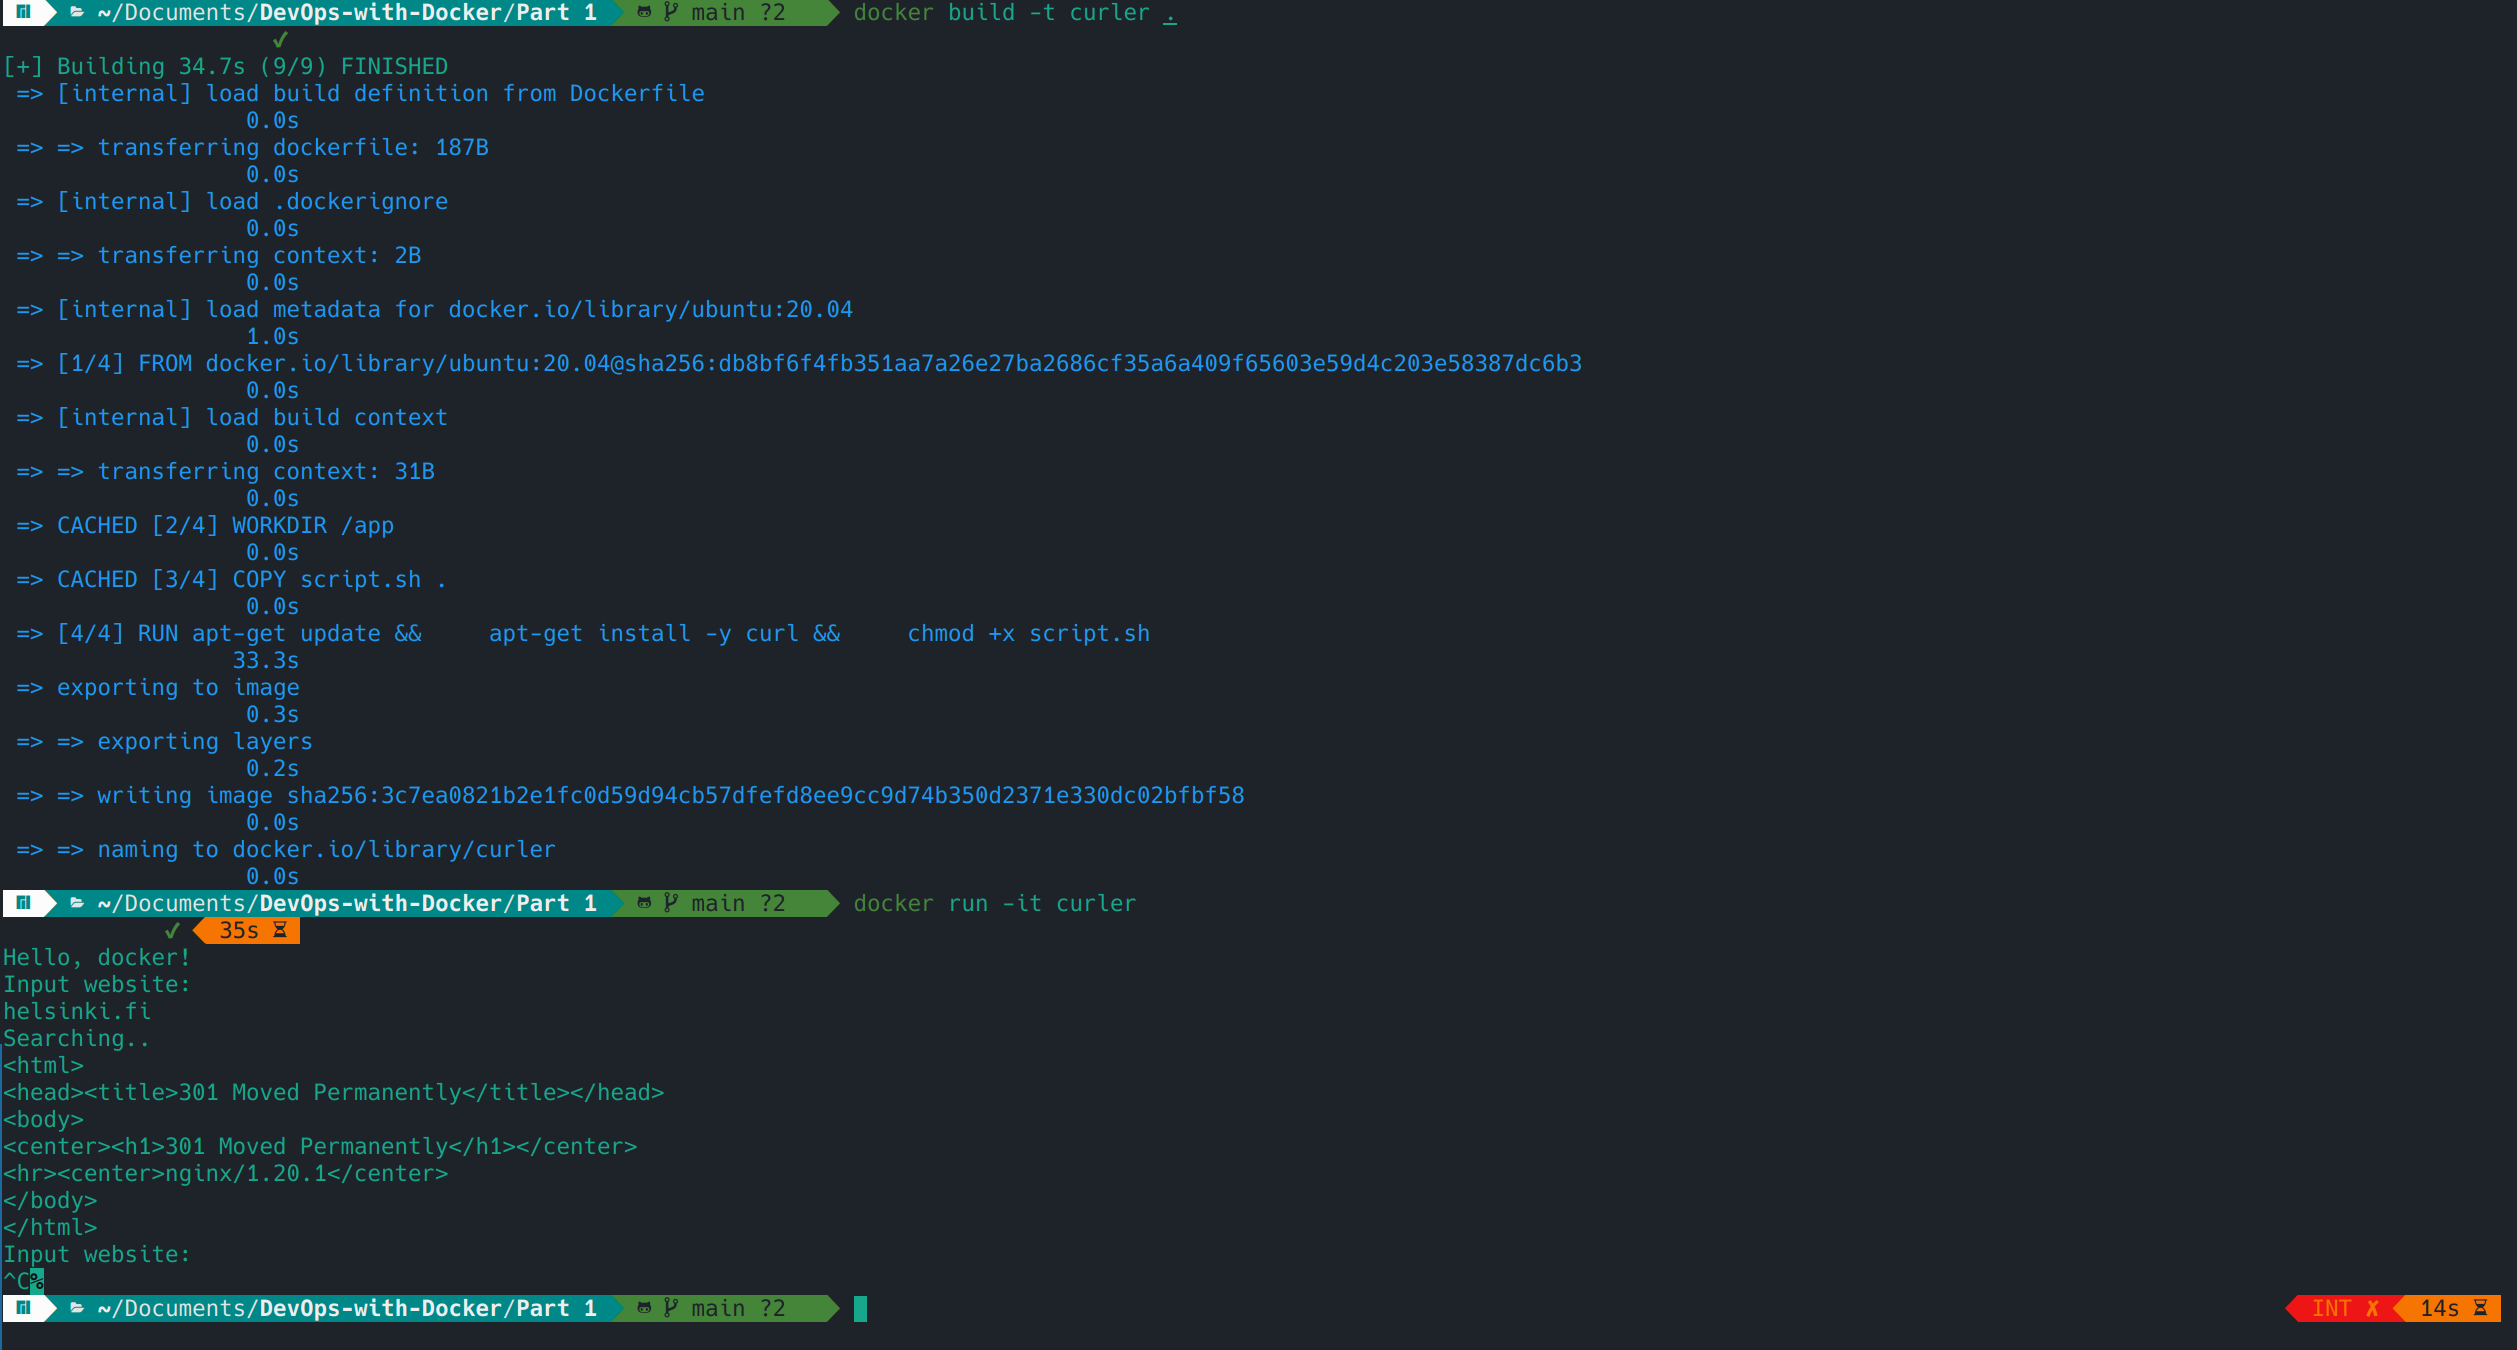 ~/Documents/DevOps-with-Docker/Part 1 main ?2 docker build -t curler .
✔
[+] Building 34.7s (9/9) FINISHED
=> [internal] load build definition from Dockerfile
0.0s
=> => transferring dockerfile: 187B
0.0s
=> [internal] load .dockerignore
0.0s
=> => transferring context: 2B
0.0s
=> [internal] load metadata for docker.io/library/ubuntu:20.04
1.0s
=> [1/4] FROM docker.io/library/ubuntu:20.04@sha256:db8bf6f4fb351aa7a26e27ba2686cf35a6a409f65603e59d4c203e58387dc6b3
0.0s
=> [internal] load build context
0.0s
=> => transferring context: 31B
0.0s
=> CACHED [2/4] WORKDIR /app
0.0s
=> CACHED [3/4] COPY script.sh .
0.0s
=> [4/4] RUN apt-get update &&     apt-get install -y curl &&     chmod +x script.sh
33.3s
=> exporting to image
0.3s
=> => exporting layers
0.2s
=> => writing image sha256:3c7ea0821b2e1fc0d59d94cb57dfefd8ee9cc9d74b350d2371e330dc02bfbf58
0.0s
=> => naming to docker.io/library/curler
0.0s
~/Documents/DevOps-with-Docker/Part 1 main ?2 docker run -it curler
✔ 35s
Hello, docker!
Input website:
helsinki.fi
Searching..
<html>
<head><title>301 Moved Permanently</title></head>
<body>
<center><h1>301 Moved Permanently</h1></center>
<hr><center>nginx/1.20.1</center>
</body>
</html>
Input website:
^C%
~/Documents/DevOps-with-Docker/Part 1 main ?2 INT ✘ 14s